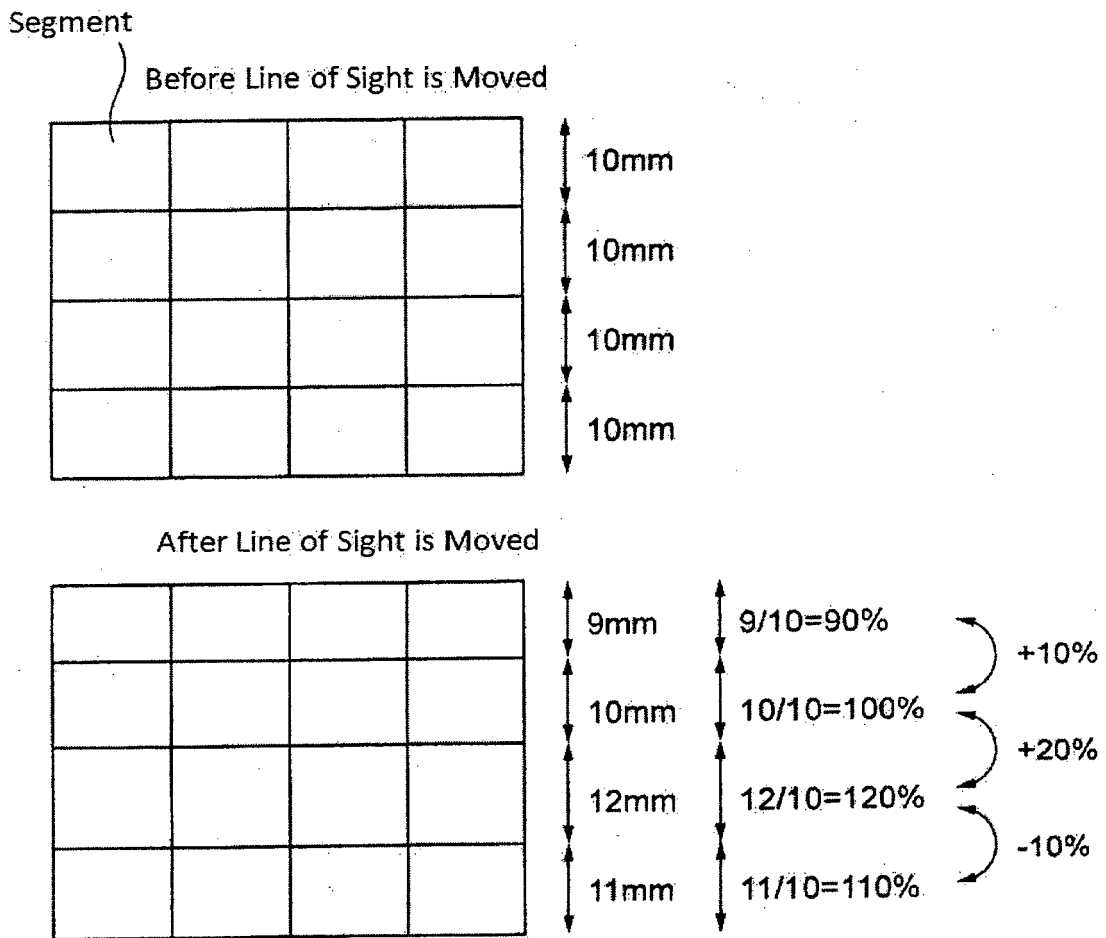 Segment
Before Line of Sight is Moved
10mm
10mm
10mm
10mm
After Line of Sight is Moved
9mm 9/10=90%
+10%
10mm 10/10=100%
+20%
12mm 12/10=120%
-10%
11mm 11/10=110%